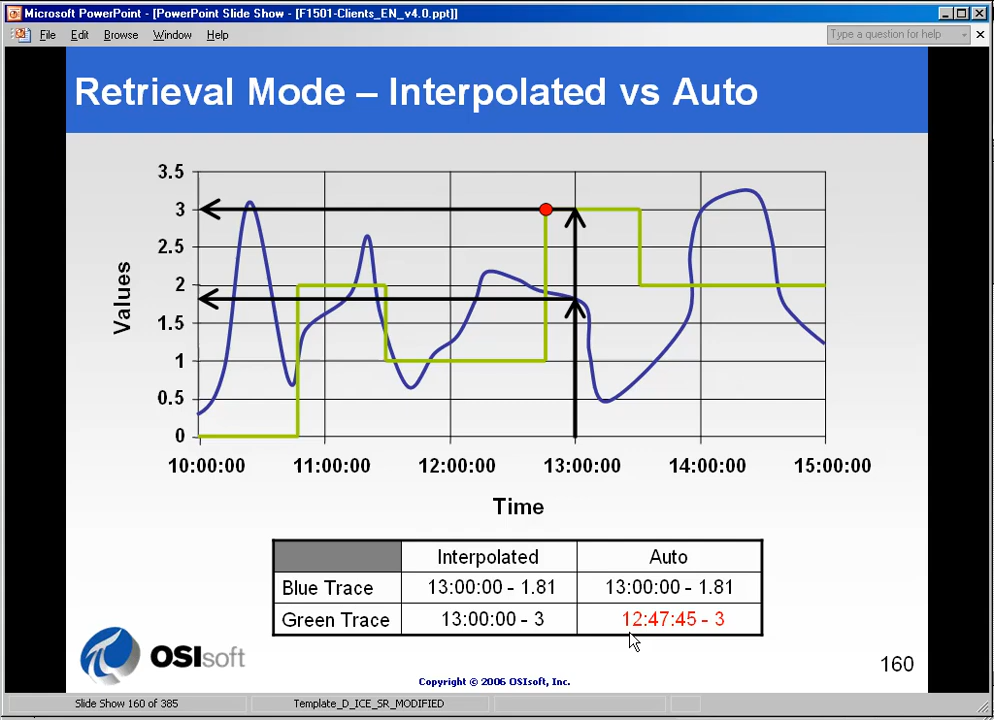 Microsoft PowerPoint - [PowerPoint Slide Show - [F1501-Clients_EN_v4.0.ppt]]
File Edit Browse Window Help
Type a question for help
Retrieval Mode – Interpolated vs Auto
3.5
3
2.5
2
1.5
1
0.5
0
Values
10:00:00 11:00:00 12:00:00 13:00:00 14:00:00 15:00:00
Time
Interpolated Auto
Blue Trace 13:00:00 - 1.81 13:00:00 - 1.81
Green Trace 13:00:00 - 3 12:47:45 - 3
OSIsoft
160
Copyright © 2006 OSIsoft, Inc.
Slide Show 160 of 385 Template_D_ICE_SR_MODIFIED